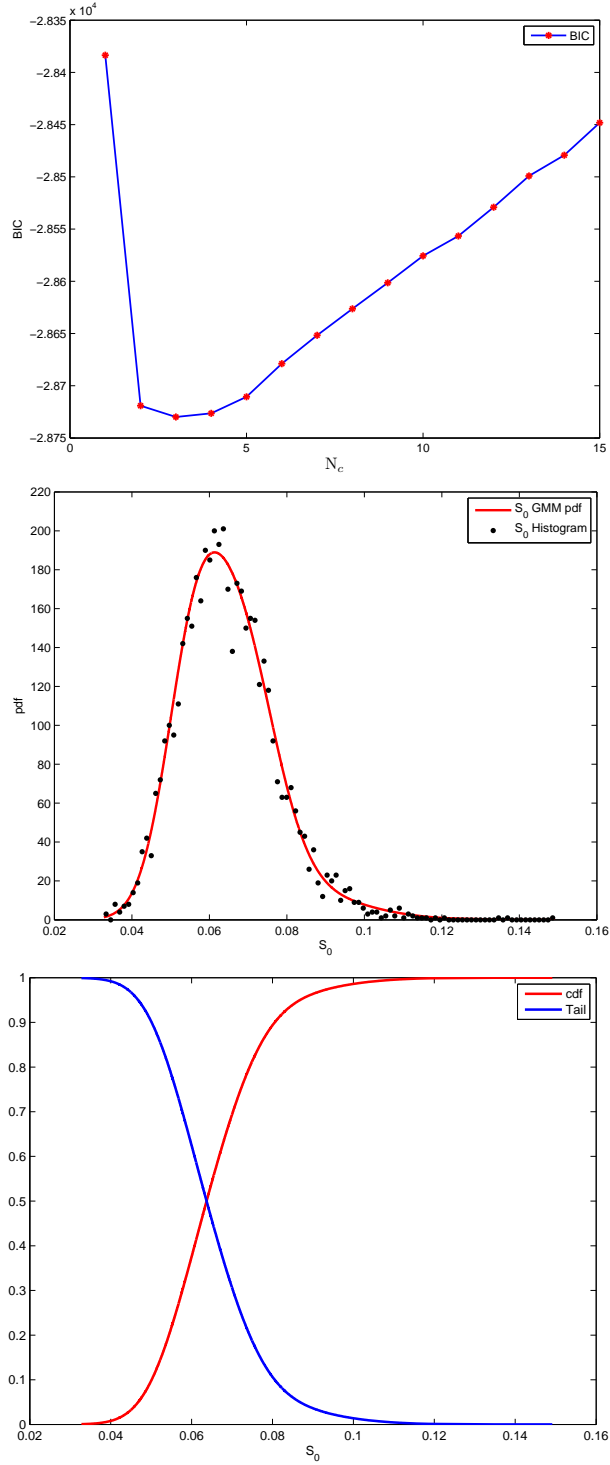 x 10⁴
−2.835
−2.84
−2.845
−2.85
−2.855
−2.86
−2.865
−2.87
−2.875
BIC
BIC
0 5 10 15
N_c
220
200
180
160
140
120
100
80
60
40
20
0
pdf
S_0 GMM pdf
S_0 Histogram
0.02 0.04 0.06 0.08 0.1 0.12 0.14 0.16
S_0
1
0.9
0.8
0.7
0.6
0.5
0.4
0.3
0.2
0.1
0
cdf
Tail
0.02 0.04 0.06 0.08 0.1 0.12 0.14 0.16
S_0